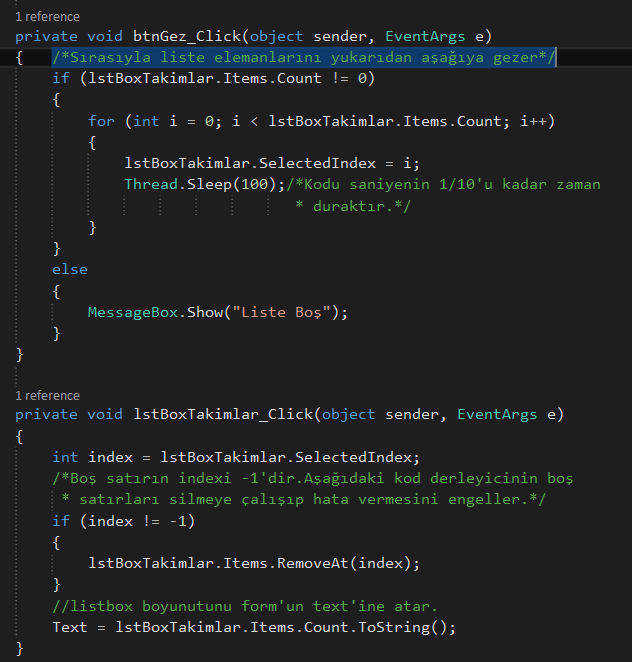 1 reference
private void btnGez_Click(object sender, EventArgs e)
{   /*Sırasıyla liste elemanlarını yukarıdan aşağıya gezer*/
    if (lstBoxTakimlar.Items.Count != 0)
    {
        for (int i = 0; i < lstBoxTakimlar.Items.Count; i++)
        {
            lstBoxTakimlar.SelectedIndex = i;
            Thread.Sleep(100);/*Kodu saniyenin 1/10'u kadar zaman
                               * duraktır.*/
        }
    }
    else
    {
        MessageBox.Show("Liste Boş");
    }
}
1 reference
private void lstBoxTakimlar_Click(object sender, EventArgs e)
{
    int index = lstBoxTakimlar.SelectedIndex;
    /*Boş satırın indexi -1'dir.Aşağıdaki kod derleyicinin boş
     * satırları silmeye çalışıp hata vermesini engeller.*/
    if (index != -1)
    {
        lstBoxTakimlar.Items.RemoveAt(index);
    }
    //listbox boyunutunu form'un text'ine atar.
    Text = lstBoxTakimlar.Items.Count.ToString();
}